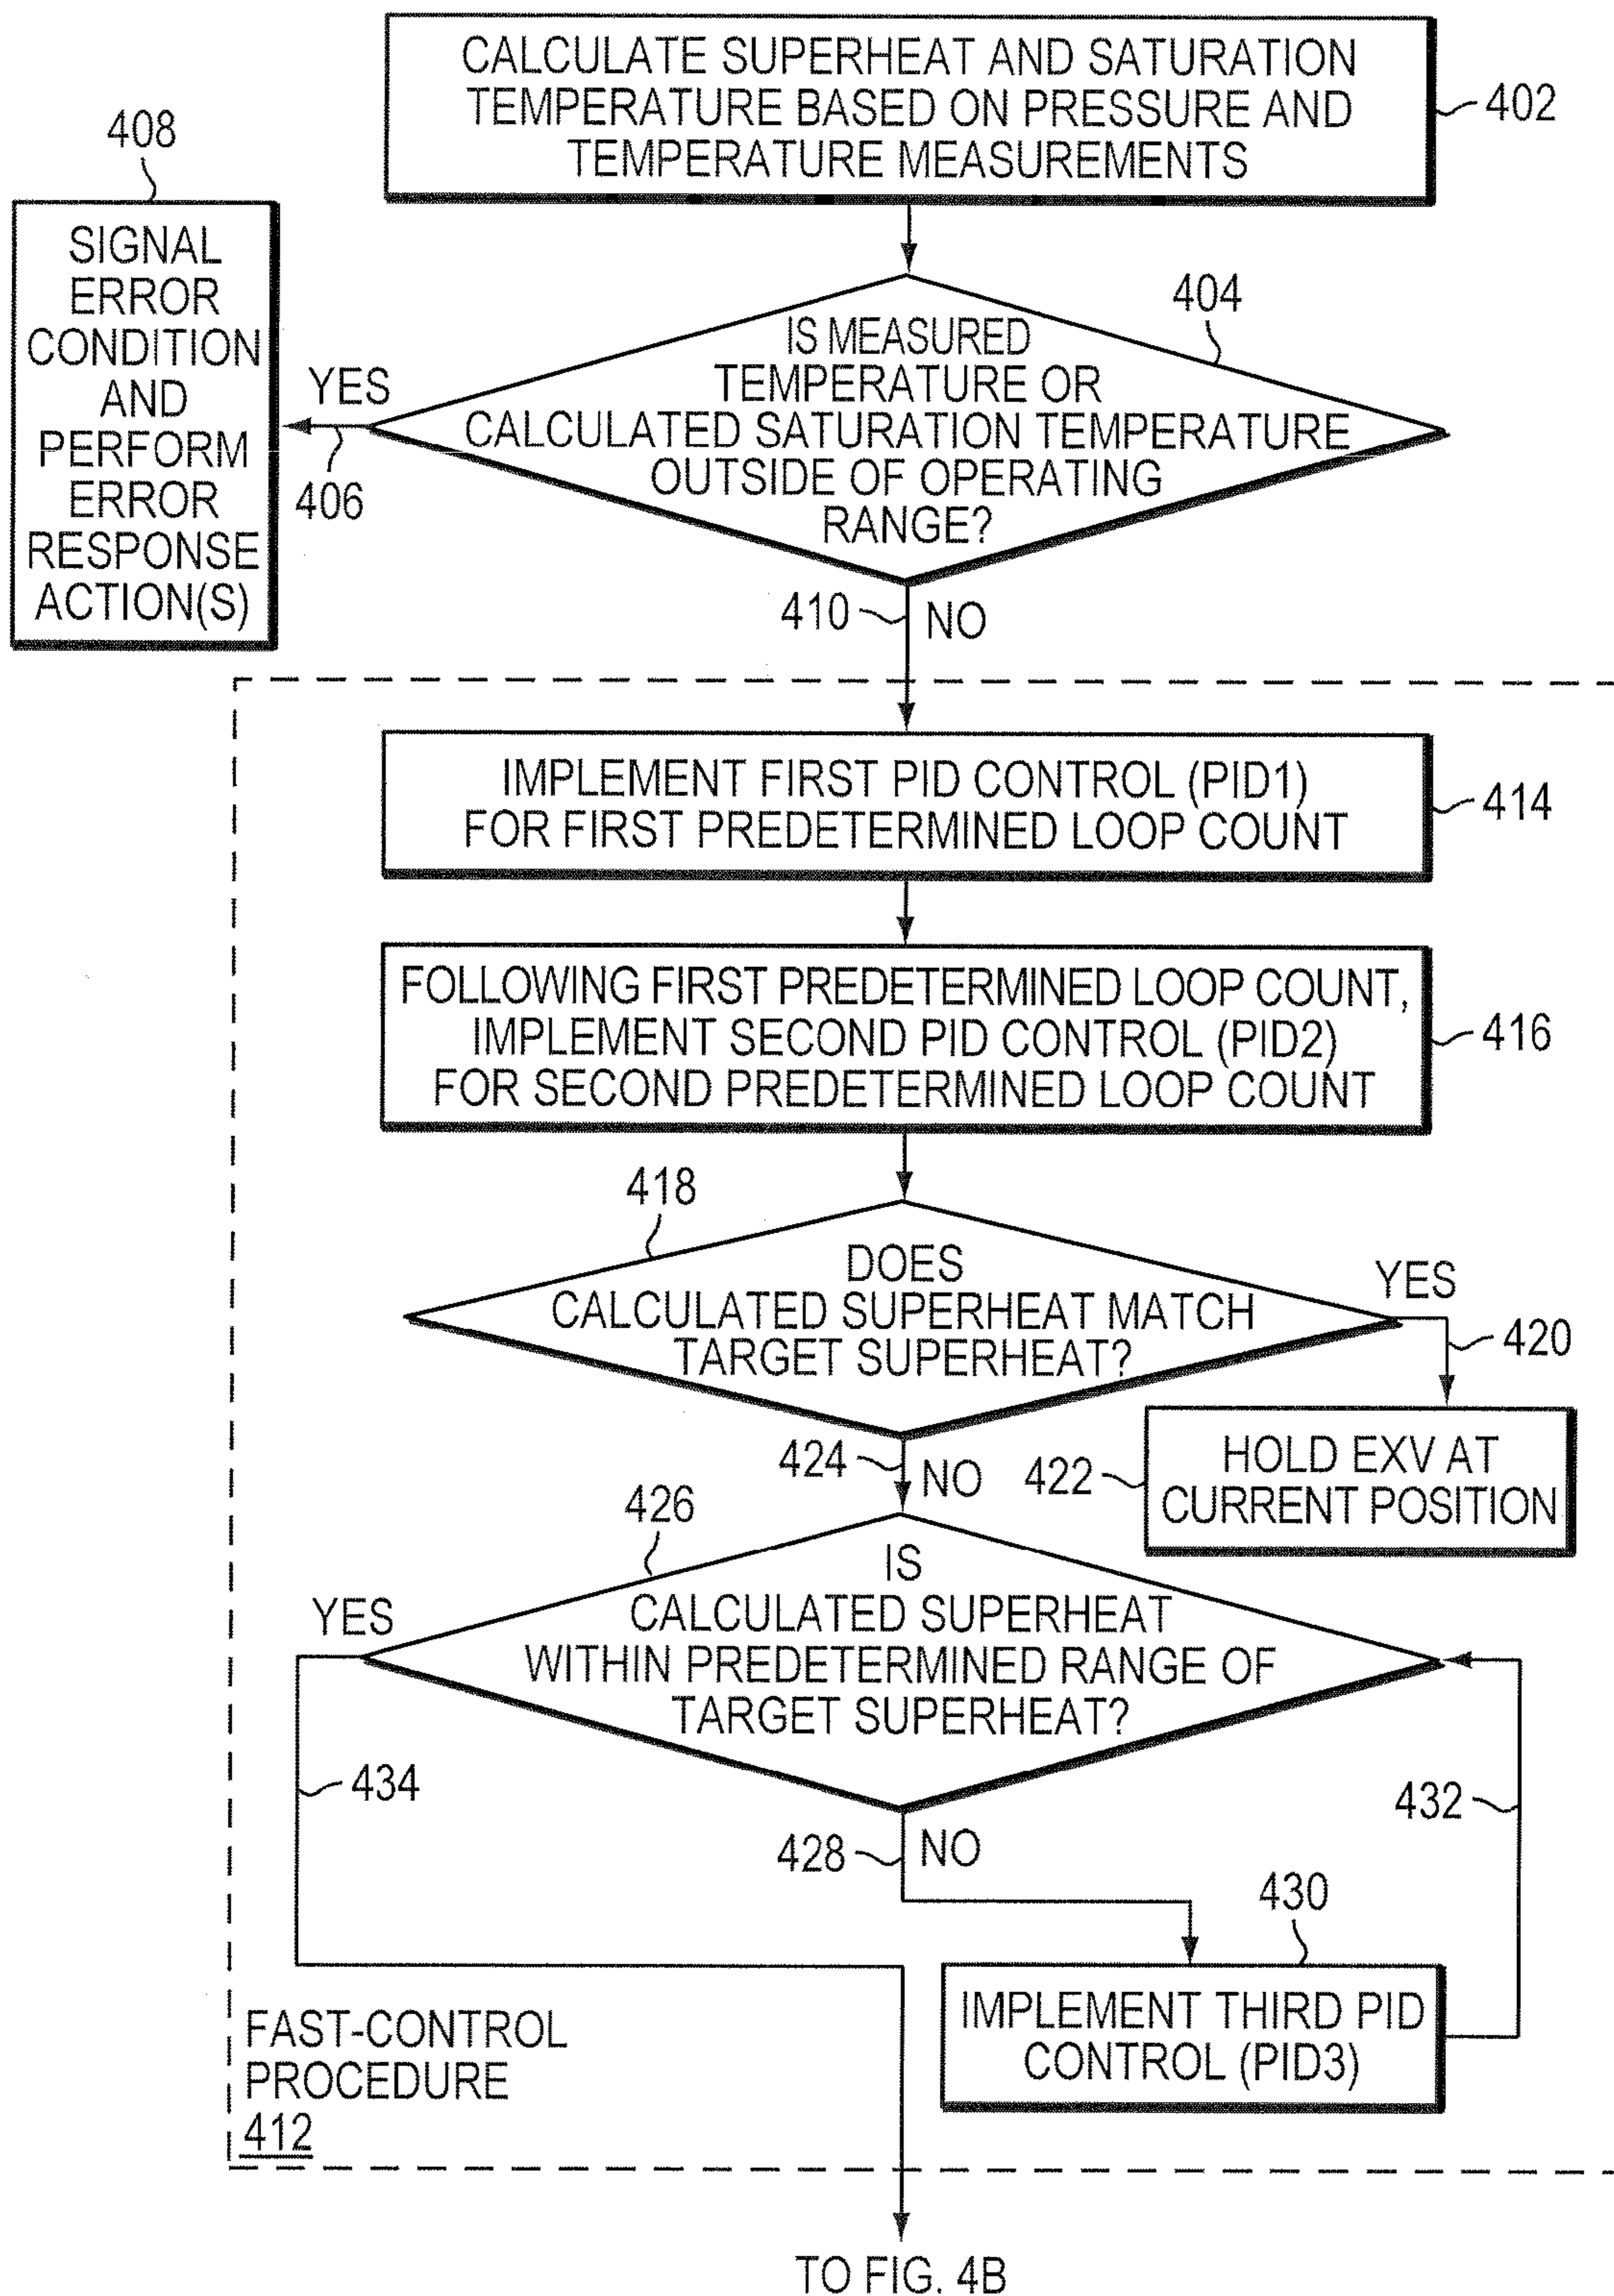 CALCULATE SUPERHEAT AND SATURATION
TEMPERATURE BASED ON PRESSURE AND
TEMPERATURE MEASUREMENTS
402
408
SIGNAL
ERROR
CONDITION
AND
PERFORM
ERROR
RESPONSE
ACTION(S)
YES
406
404
IS MEASURED
TEMPERATURE OR
CALCULATED SATURATION TEMPERATURE
OUTSIDE OF OPERATING
RANGE?
410
NO
IMPLEMENT FIRST PID CONTROL (PID1)
FOR FIRST PREDETERMINED LOOP COUNT
414
FOLLOWING FIRST PREDETERMINED LOOP COUNT,
IMPLEMENT SECOND PID CONTROL (PID2)
FOR SECOND PREDETERMINED LOOP COUNT
416
418
DOES
CALCULATED SUPERHEAT MATCH
TARGET SUPERHEAT?
YES
420
424
NO
422
HOLD EXV AT
CURRENT POSITION
426
IS
CALCULATED SUPERHEAT
WITHIN PREDETERMINED RANGE OF
TARGET SUPERHEAT?
YES
434
432
428
NO
430
IMPLEMENT THIRD PID
CONTROL (PID3)
FAST-CONTROL
PROCEDURE
412
TO FIG. 4B